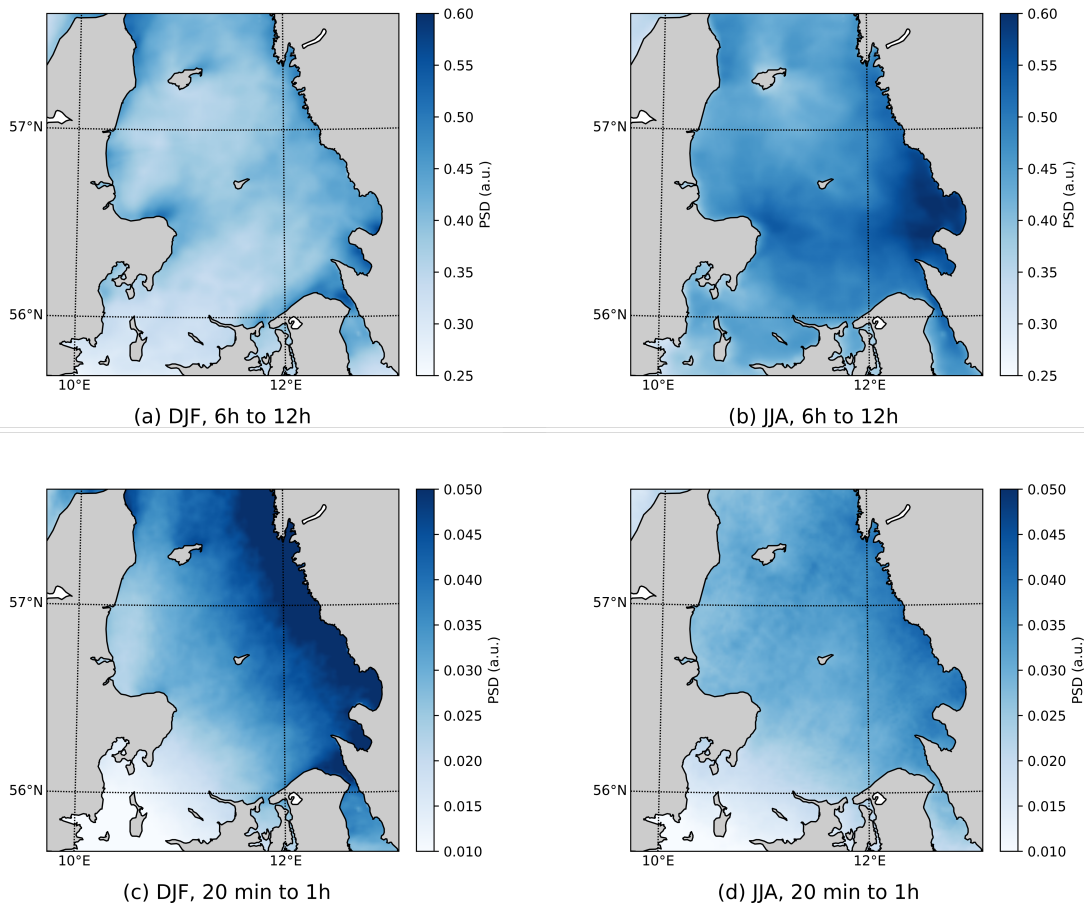 0.60
0.55
57°N
0.50
0.45
0.40
0.35
56°N
0.30
0.25
10°E
12°E
PSD (a.u.)
(a) DJF, 6h to 12h
0.60
0.55
57°N
0.50
0.45
0.40
0.35
56°N
0.30
0.25
10°E
12°E
PSD (a.u.)
(b) JJA, 6h to 12h
0.050
0.045
57°N
0.040
0.035
0.030
0.025
0.020
56°N
0.015
0.010
10°E
12°E
PSD (a.u.)
(c) DJF, 20 min to 1h
0.050
0.045
57°N
0.040
0.035
0.030
0.025
0.020
56°N
0.015
0.010
10°E
12°E
PSD (a.u.)
(d) JJA, 20 min to 1h